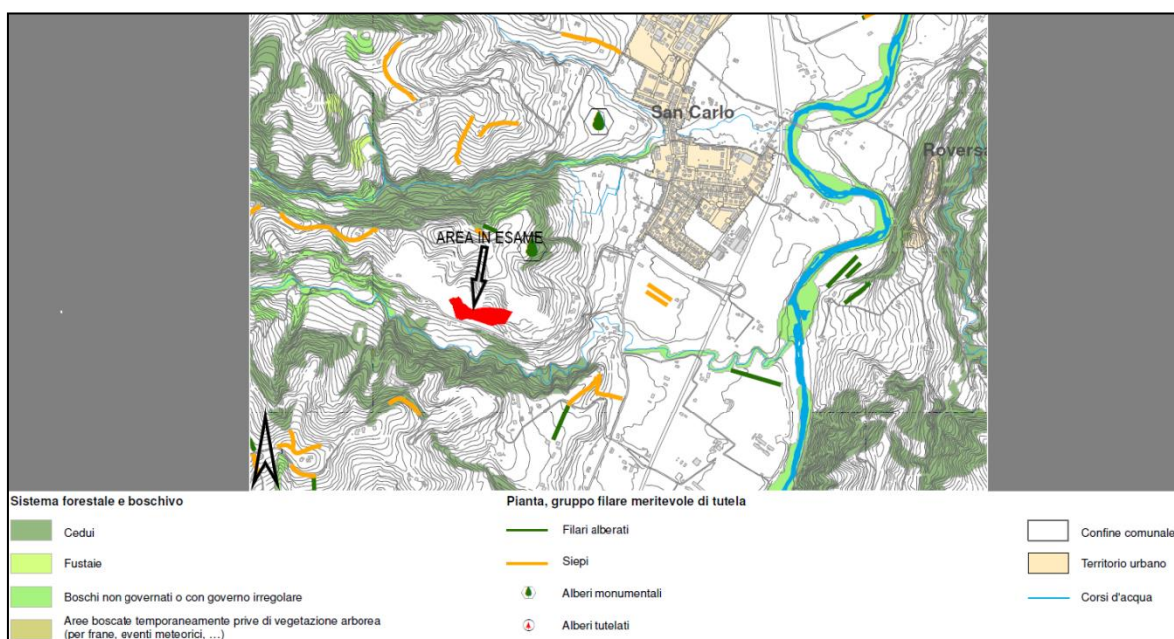 San Carlo
Roversa
AREA IN ESAME
Sistema forestale e boschivo
Cedui
Fustaie
Boschi non governati o con governo irregolare
Aree boscate temporaneamente prive di vegetazione arborea
(per frane, eventi meteorici, ...)
Pianta, gruppo filare meritevole di tutela
Filari alberati
Siepi
Alberi monumentali
Alberi tutelati
Confine comunale
Territorio urbano
Corsi d'acqua